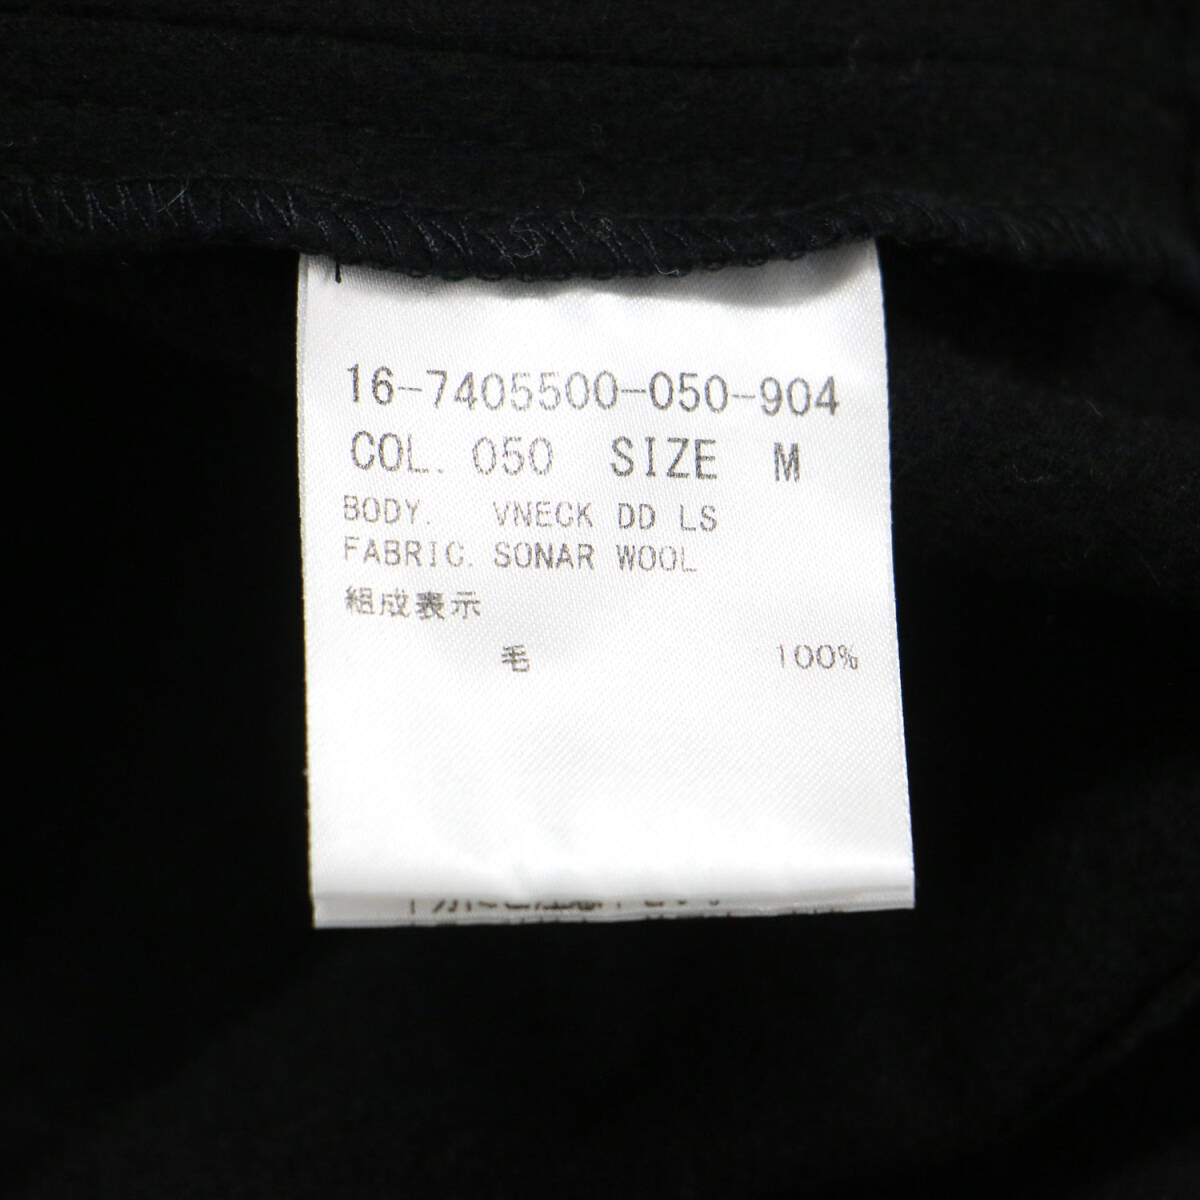 16-7405500-050-904
COL. 050 SIZE M
BODY. VNECK DD LS
FABRIC. SONAR WOOL
組成表示
毛 100%